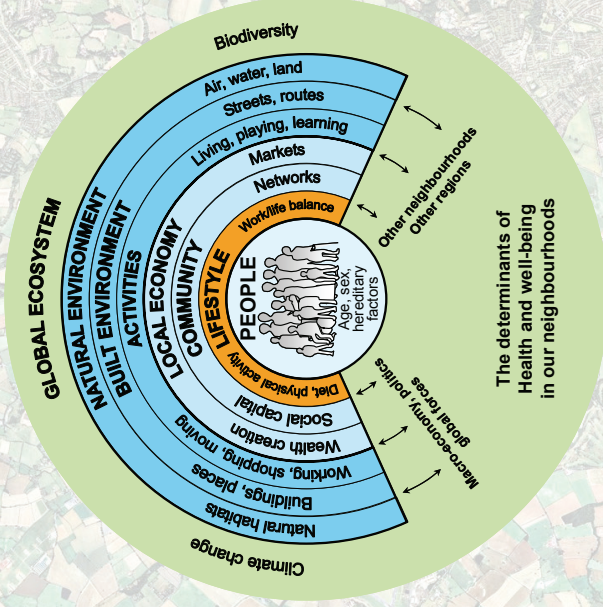 The determinants of
Health and well-being
in our neighbourhoods
GLOBAL ECOSYSTEM
Climate change
Biodiversity
NATURAL ENVIRONMENT
Natural habitats
Air, water, land
BUILT ENVIRONMENT
Buildings, places
Streets, routes
ACTIVITIES
Working, shopping, moving
Living, playing, learning
LOCAL ECONOMY
Wealth creation
Markets
COMMUNITY
Social capital
Networks
LIFESTYLE
Diet, physical activity
Work/life balance
PEOPLE
Age, sex,
hereditary
factors
Macro-economy, politics
global forces
Other neighbourhoods
Other regions